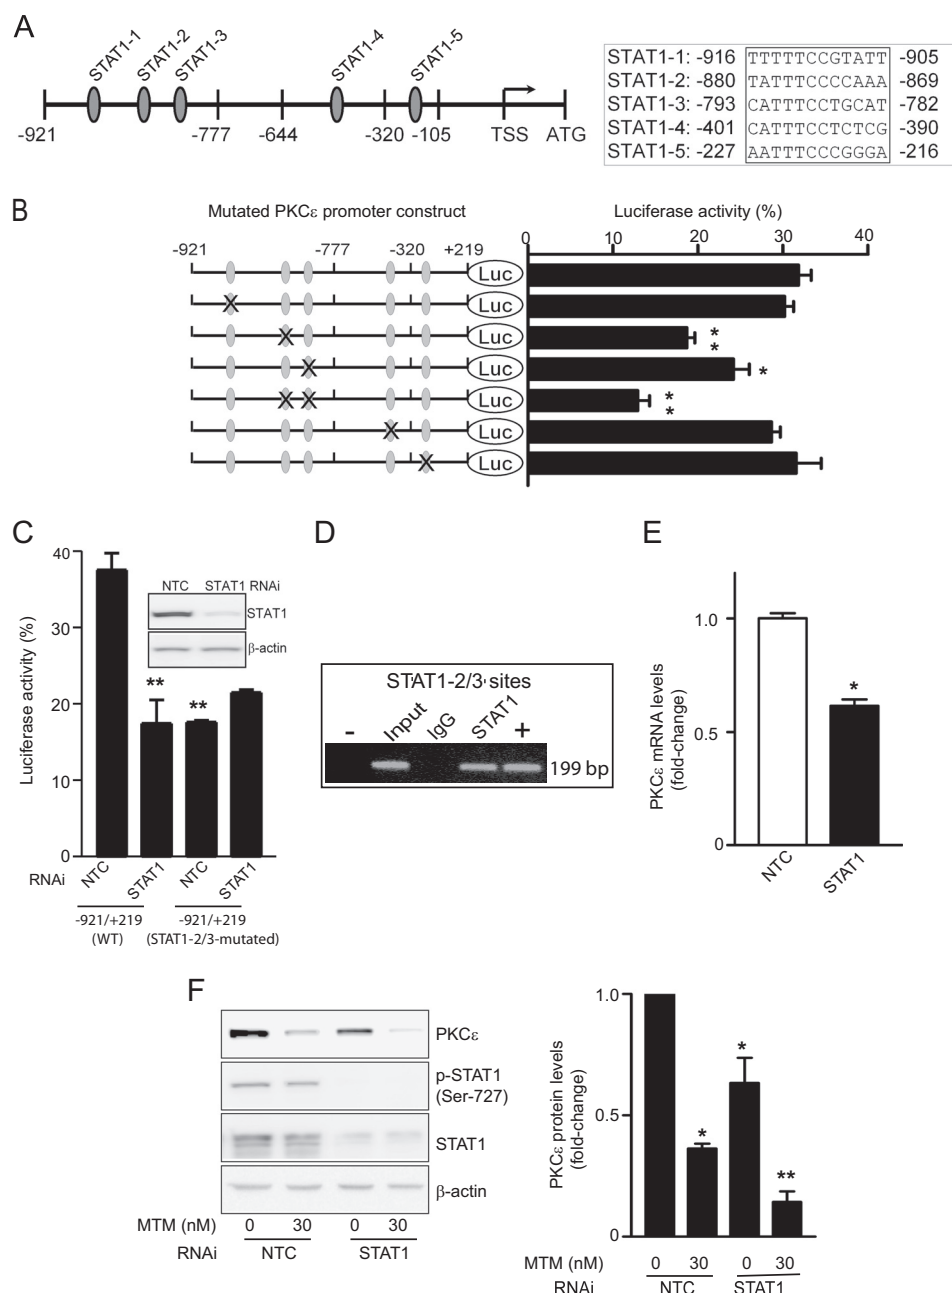 A
STAT1-1
STAT1-2
STAT1-3
STAT1-4
STAT1-5
-921
-777
-644
-320
-105
TSS
ATG
STAT1-1: -916 TTTTTCCGTATT -905
STAT1-2: -880 TATTTCCCCAAA -869
STAT1-3: -793 CATTTCCTGCAT -782
STAT1-4: -401 CATTTCCTCTCG -390
STAT1-5: -227 AATTTCCCGGGA -216
B
Mutated PKCε promoter construct
Luciferase activity (%)
-921 -777 -320 +219
0 10 20 30 40
Luc
Luc
Luc
*
*
Luc
*
Luc
*
*
Luc
Luc
C
Luciferase activity (%)
40
30
20
10
0
NTC STAT1 RNAi
STAT1
β-actin
**
**
RNAi
NTC
STAT1
NTC
STAT1
-921/+219
(WT)
-921/+219
(STAT1-2/3-mutated)
D
STAT1-2/3 sites
-
Input
IgG
STAT1
+
199 bp
E
PKCε mRNA levels
(fold-change)
1.0
0.5
0
*
NTC
STAT1
F
PKCε
p-STAT1
(Ser-727)
STAT1
β-actin
MTM (nM) 0 30 0 30
RNAi NTC STAT1
PKCε protein levels
(fold-change)
1.0
0.5
0
*
*
**
MTM (nM) 0 30 0 30
RNAi NTC STAT1